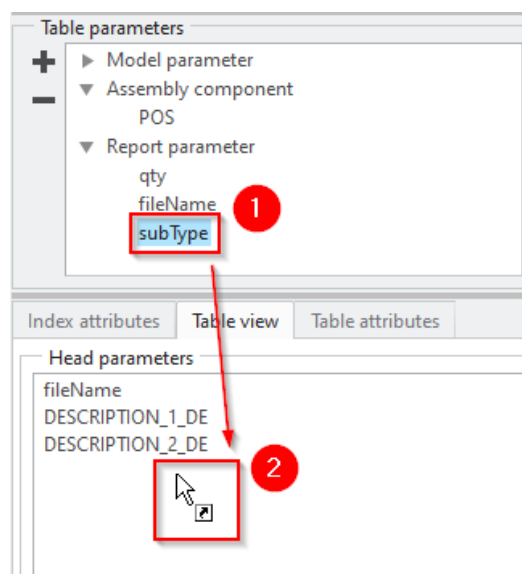 Table parameters
Model parameter
Assembly component
POS
Report parameter
qty
fileName
1
subType
Index attributes Table view Table attributes
Head parameters
fileName
DESCRIPTION_1_DE
DESCRIPTION_2_DE
2